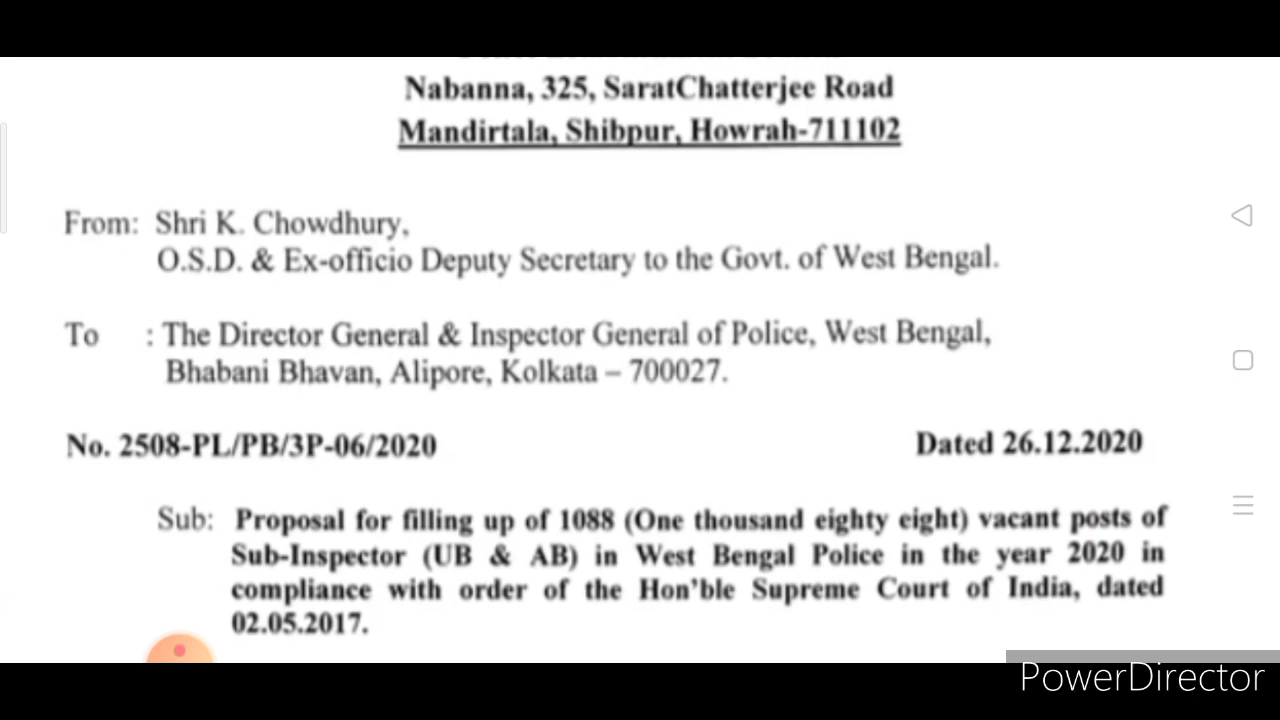 Nabanna, 325, SaratChatterjee Road
Mandirtala, Shibpur, Howrah-711102
From: Shri K. Chowdhury,
O.S.D. & Ex-officio Deputy Secretary to the Govt. of West Bengal.
To : The Director General & Inspector General of Police, West Bengal,
Bhabani Bhavan, Alipore, Kolkata – 700027.
No. 2508-PL/PB/3P-06/2020 Dated 26.12.2020
Sub: Proposal for filling up of 1088 (One thousand eighty eight) vacant posts of
Sub-Inspector (UB & AB) in West Bengal Police in the year 2020 in
compliance with order of the Hon'ble Supreme Court of India, dated
02.05.2017.
PowerDirector